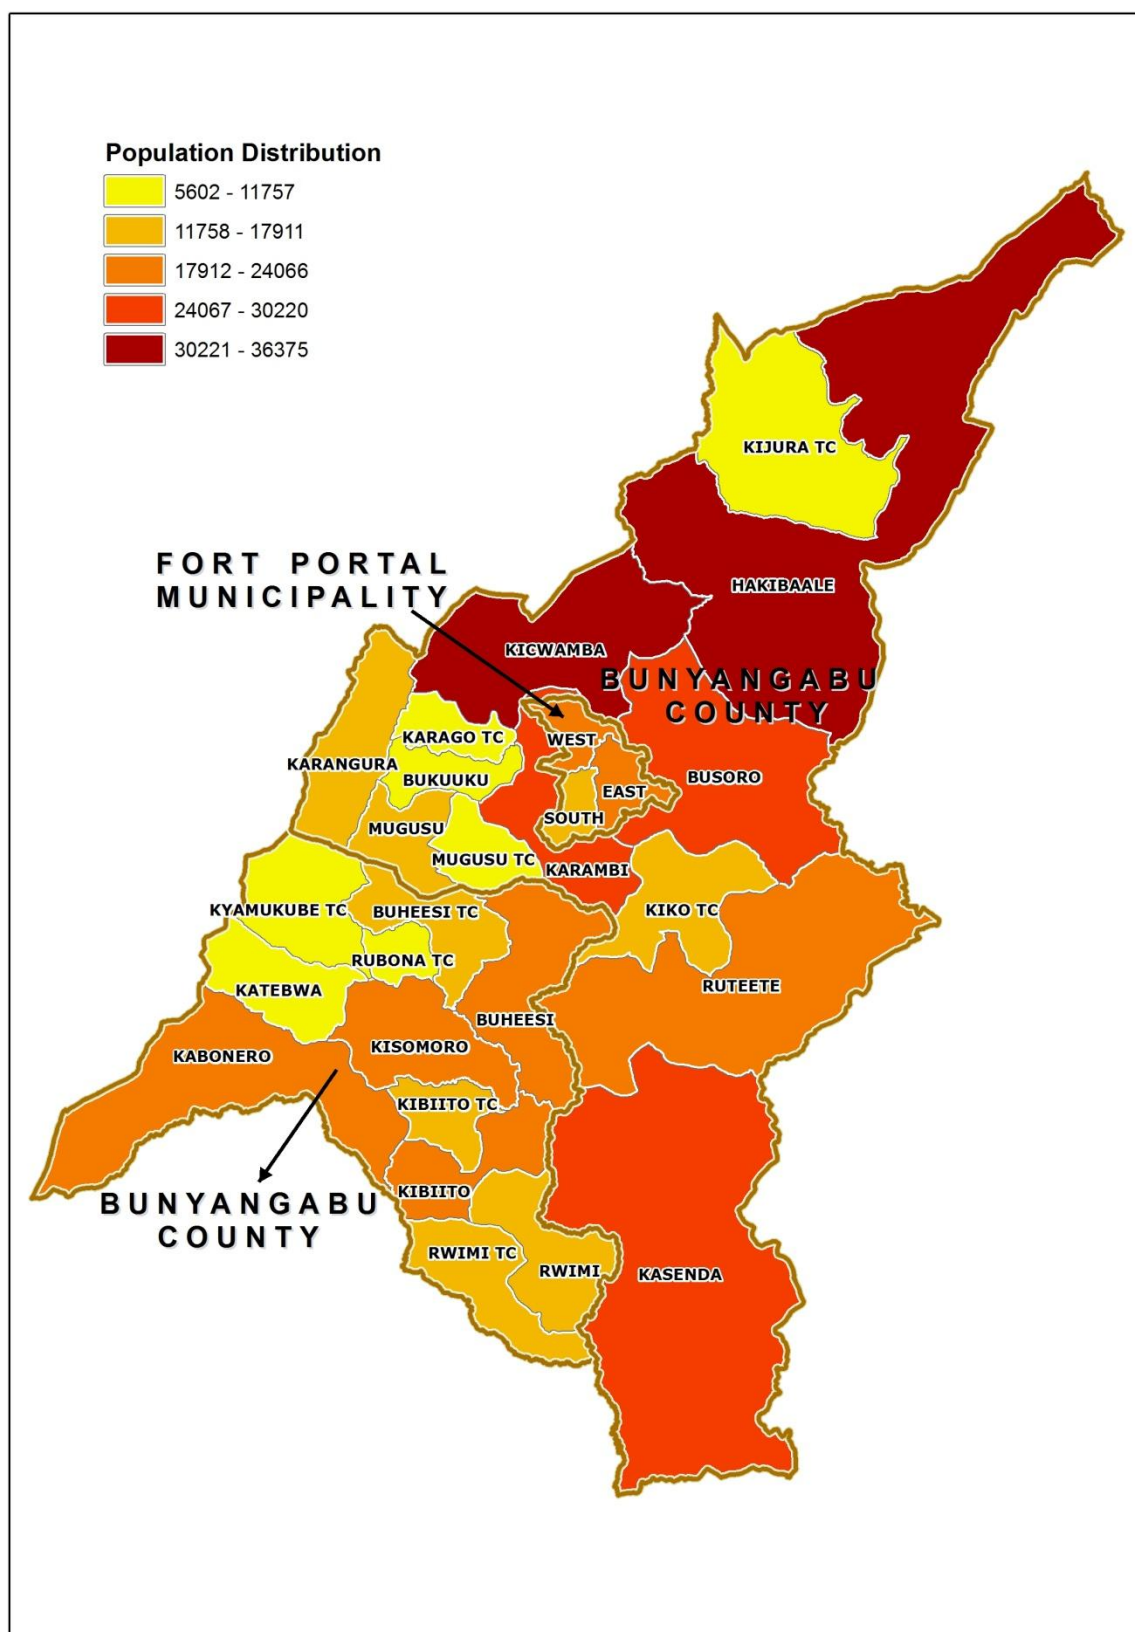 Population Distribution
5602 - 11757
11758 - 17911
17912 - 24066
24067 - 30220
30221 - 36375
KIJURA TC
FORT PORTAL
MUNICIPALITY
HAKIBAALE
KICWAMBA
BUNYANGABU
COUNTY
KARAGO TC
WEST
KARANGURA
BUKUUKU
BUSORO
EAST
SOUTH
MUGUSU
MUGUSU TC
KARAMBI
KYAMUKUBE TC
BUHEESI TC
KIKO TC
RUBONA TC
KATEBWA
RUTEETE
BUHEESI
KISOMORO
KABONERO
KIBIITO TC
KIBIITO
BUNYANGABU
COUNTY
RWIMI TC
RWIMI
KASENDA